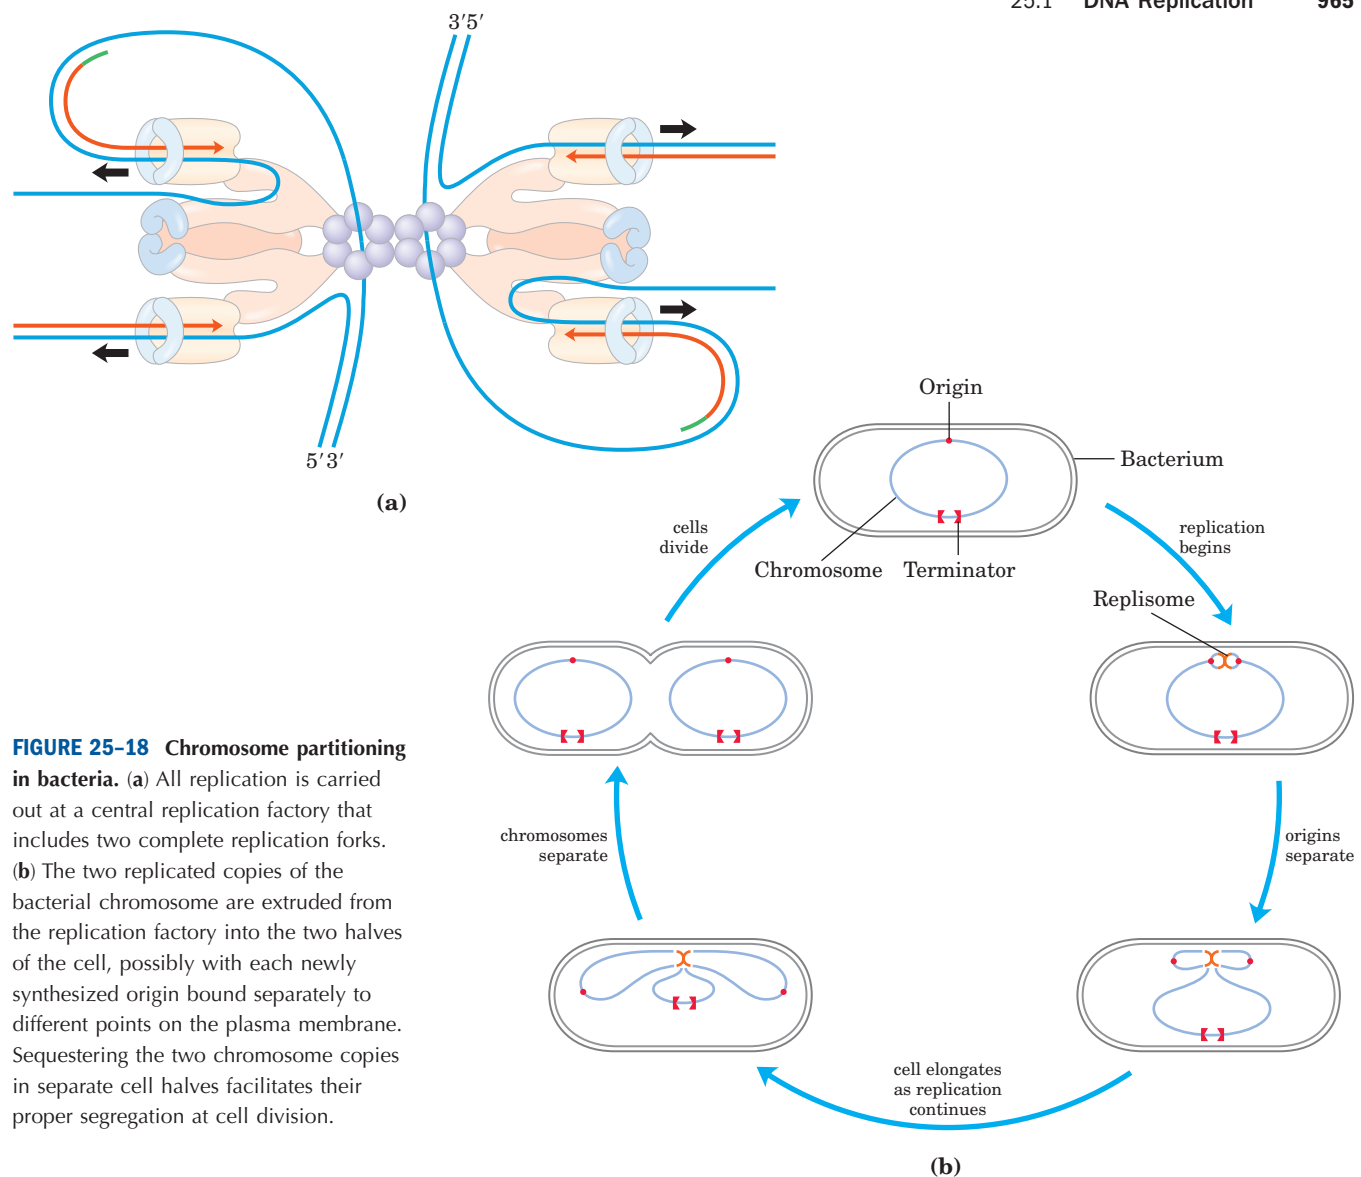 25.1 DNA Replication 965
3′5′
5′3′
(a)
Origin
Bacterium
cells
divide
replication
begins
Chromosome Terminator
Replisome
FIGURE 25–18 Chromosome partitioning
in bacteria. (a) All replication is carried
out at a central replication factory that
includes two complete replication forks.
(b) The two replicated copies of the
bacterial chromosome are extruded from
the replication factory into the two halves
of the cell, possibly with each newly
synthesized origin bound separately to
different points on the plasma membrane.
Sequestering the two chromosome copies
in separate cell halves facilitates their
proper segregation at cell division.
chromosomes
separate
origins
separate
cell elongates
as replication
continues
(b)